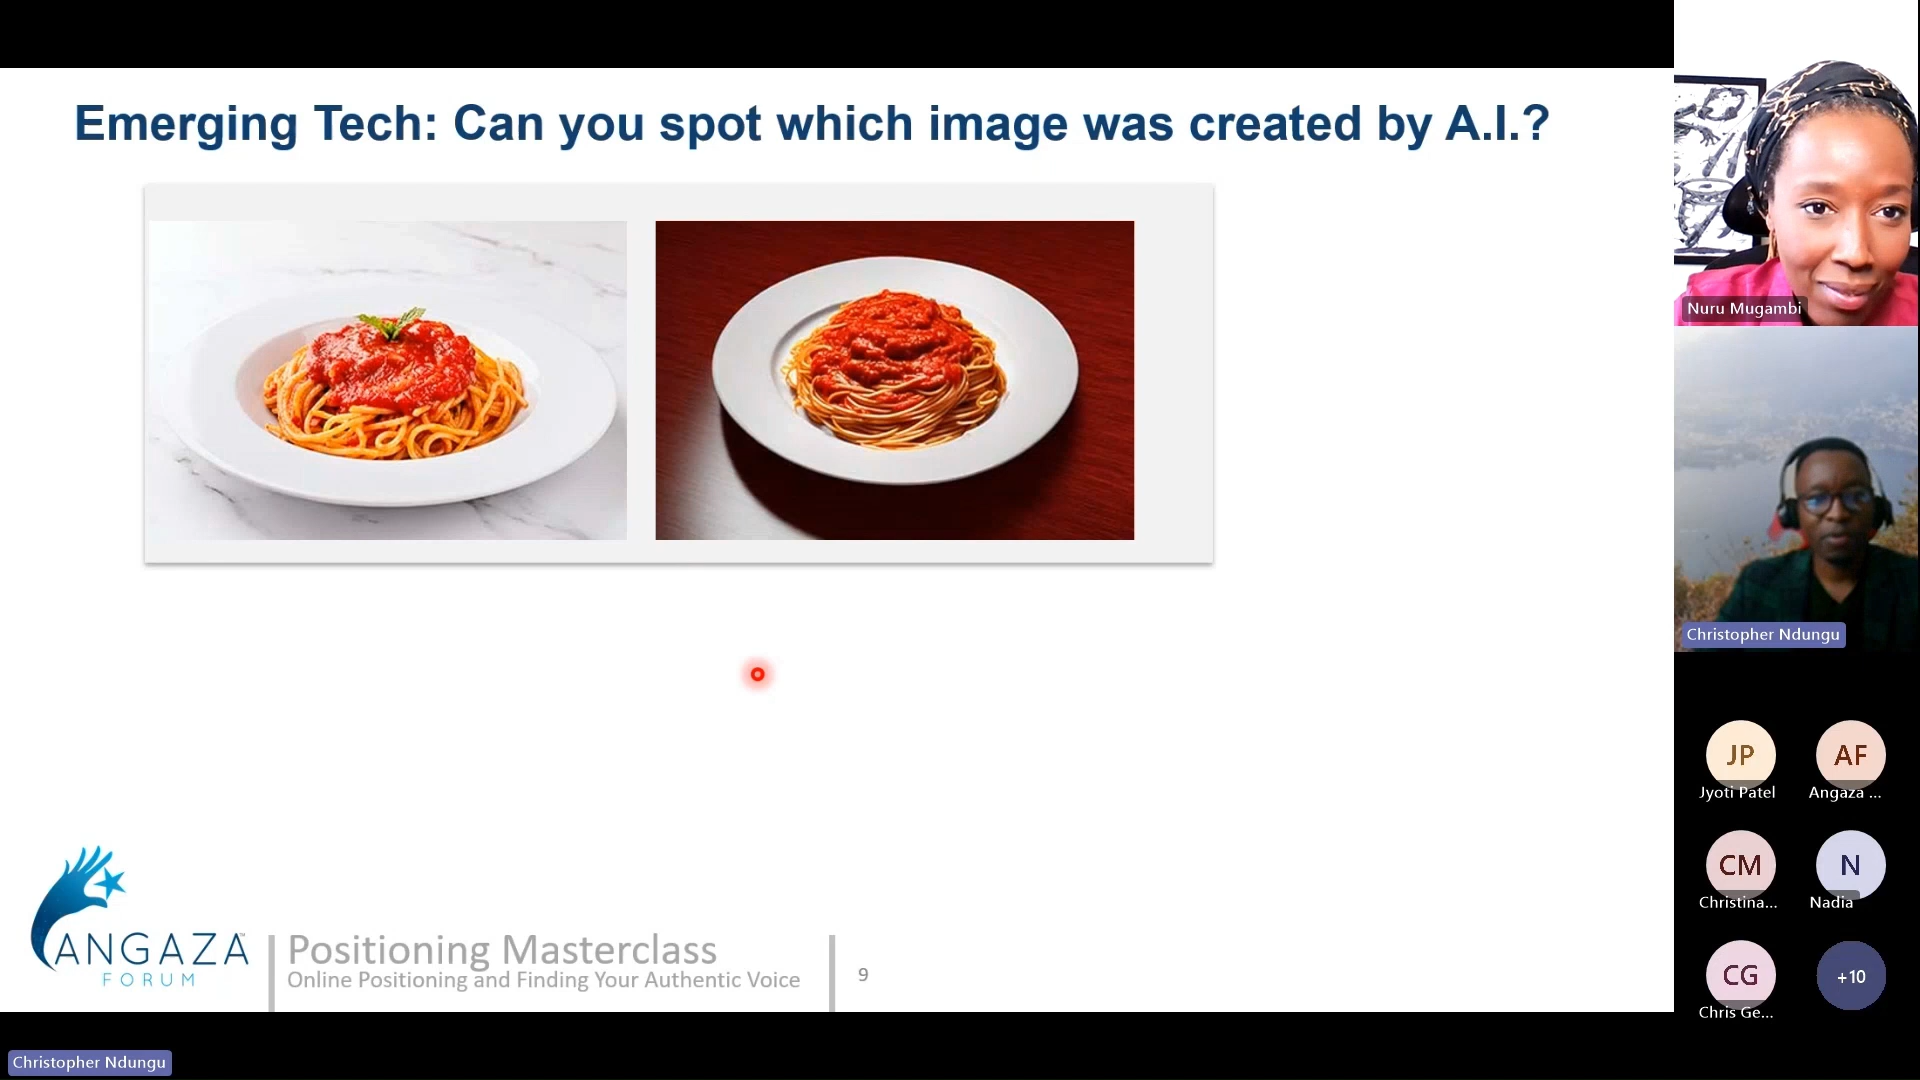 Emerging Tech: Can you spot which image was created by A.I.?
Nuru Mugambi
Christopher Ndungu
JP
Jyoti Patel
AF
Angaza ...
CM
Christina...
N
Nadia
CG
Chris Ge...
+10
ANGAZA
FORUM
Positioning Masterclass
Online Positioning and Finding Your Authentic Voice
9
Christopher Ndungu